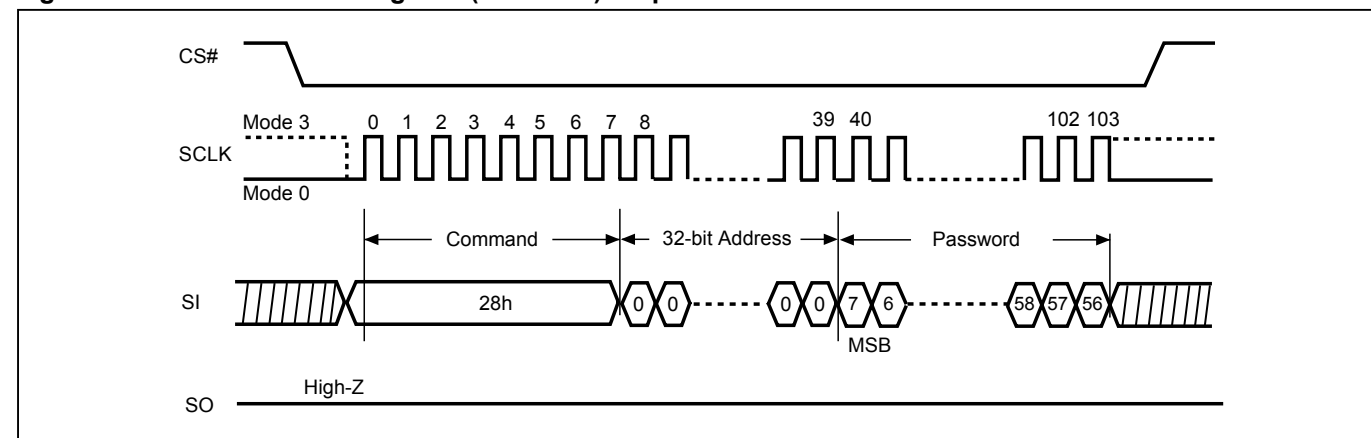 CS#
Mode 3 0 1 2 3 4 5 6 7 8 39 40 102 103
SCLK
Mode 0
Command 32-bit Address Password
SI 28h 0 0 0 0 7 6 58 57 56
MSB
High-Z
SO